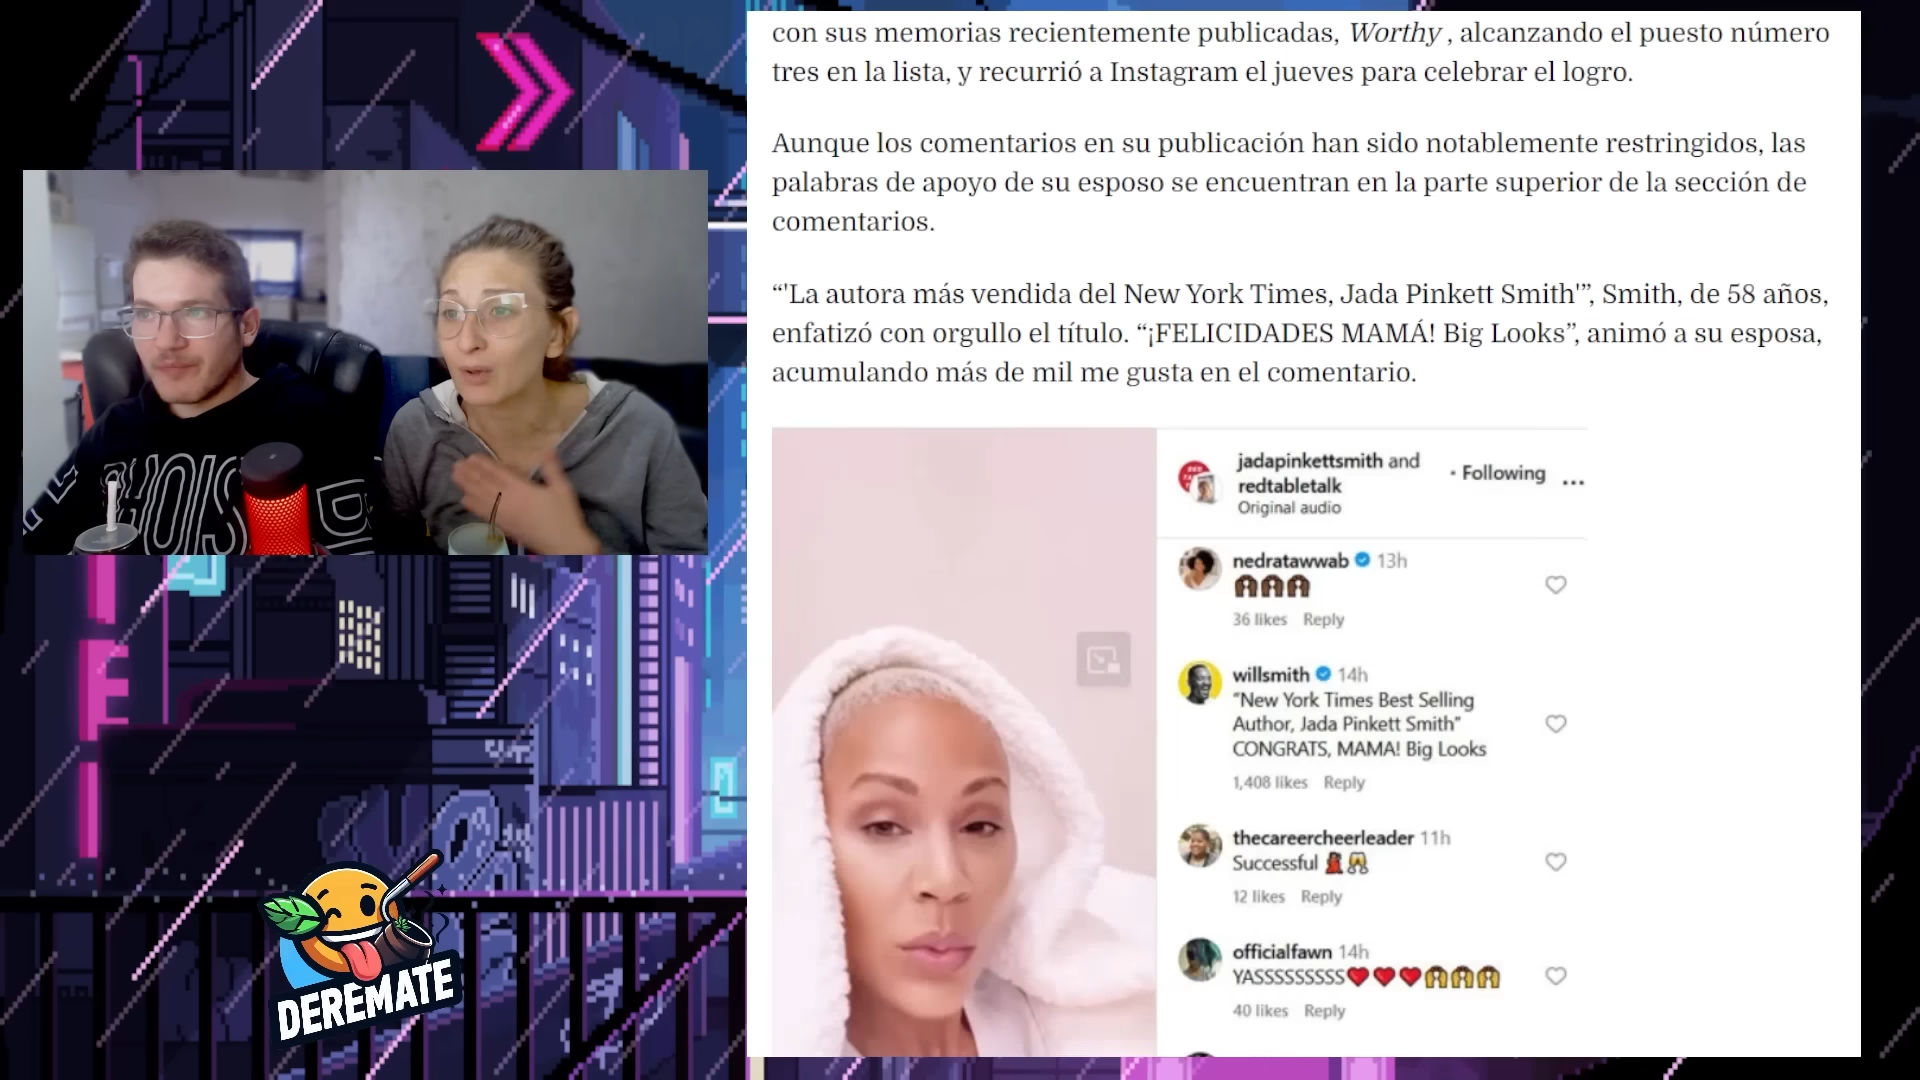 con sus memorias recientemente publicadas, Worthy , alcanzando el puesto número
tres en la lista, y recurrió a Instagram el jueves para celebrar el logro.
Aunque los comentarios en su publicación han sido notablemente restringidos, las
palabras de apoyo de su esposo se encuentran en la parte superior de la sección de
comentarios.
“'La autora más vendida del New York Times, Jada Pinkett Smith'”, Smith, de 58 años,
enfatizó con orgullo el título. “¡FELICIDADES MAMÁ! Big Looks”, animó a su esposa,
acumulando más de mil me gusta en el comentario.
jadapinkettsmith and
redtabletalk
Original audio
• Following
...
nedratawwab 13h
36 likes Reply
willsmith 14h
“New York Times Best Selling
Author, Jada Pinkett Smith”
CONGRATS, MAMA! Big Looks
1,408 likes Reply
thecareercheerleader 11h
Successful
12 likes Reply
officialfawn 14h
YASSSSSSSSS
40 likes Reply
DEREMATE